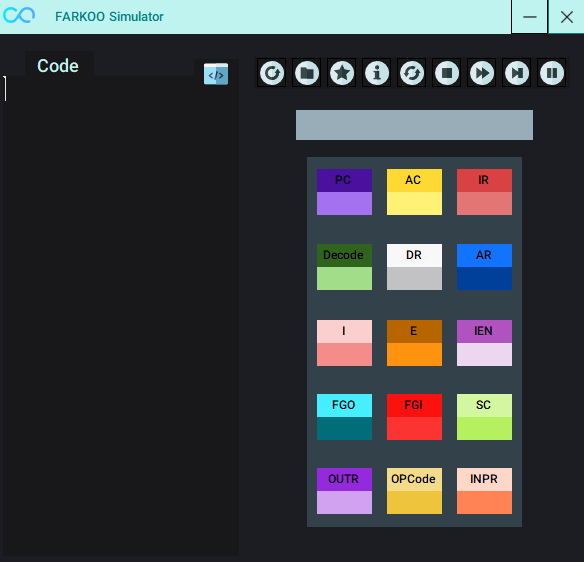 FARKOO Simulator
Code
</>
PC AC IR
Decode DR AR
I E IEN
FGO FGI SC
OUTR OPCode INPR